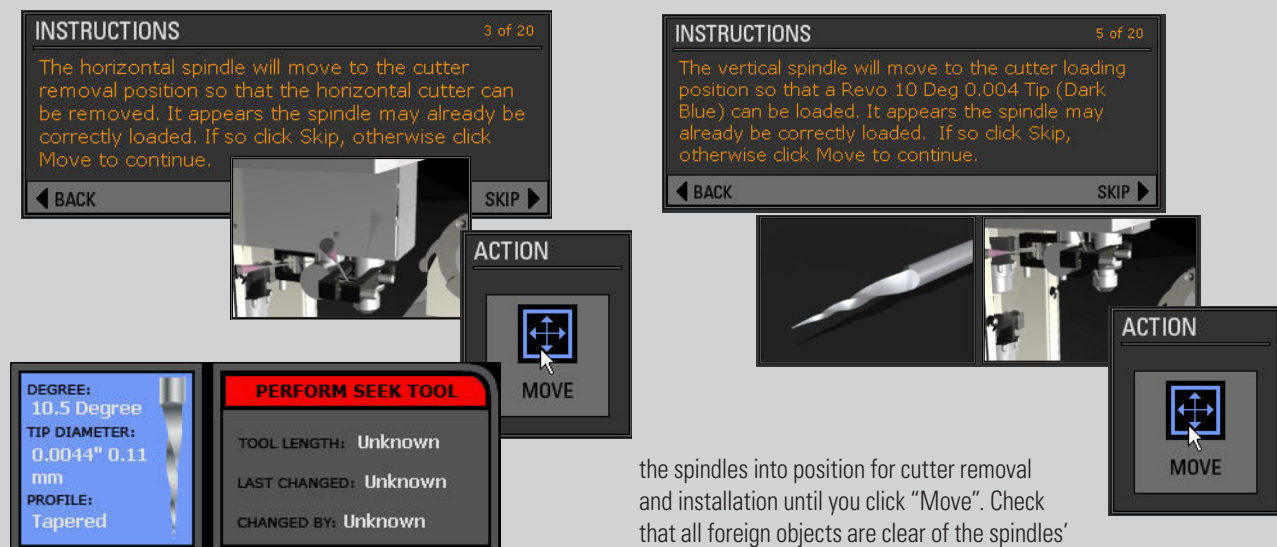 INSTRUCTIONS 3 of 20
The horizontal spindle will move to the cutter
removal position so that the horizontal cutter can
be removed. It appears the spindle may already be
correctly loaded. If so click Skip, otherwise click
Move to continue.
BACK SKIP
ACTION
MOVE
DEGREE:
10.5 Degree
TIP DIAMETER:
0.0044" 0.11
mm
PROFILE:
Tapered
PERFORM SEEK TOOL
TOOL LENGTH: Unknown
LAST CHANGED: Unknown
CHANGED BY: Unknown
INSTRUCTIONS 5 of 20
The vertical spindle will move to the cutter loading
position so that a Revo 10 Deg 0.004 Tip (Dark
Blue) can be loaded. It appears the spindle may
already be correctly loaded.  If so click Skip,
otherwise click Move to continue.
BACK SKIP
ACTION
MOVE
the spindles into position for cutter removal
and installation until you click “Move”. Check
that all foreign objects are clear of the spindles’